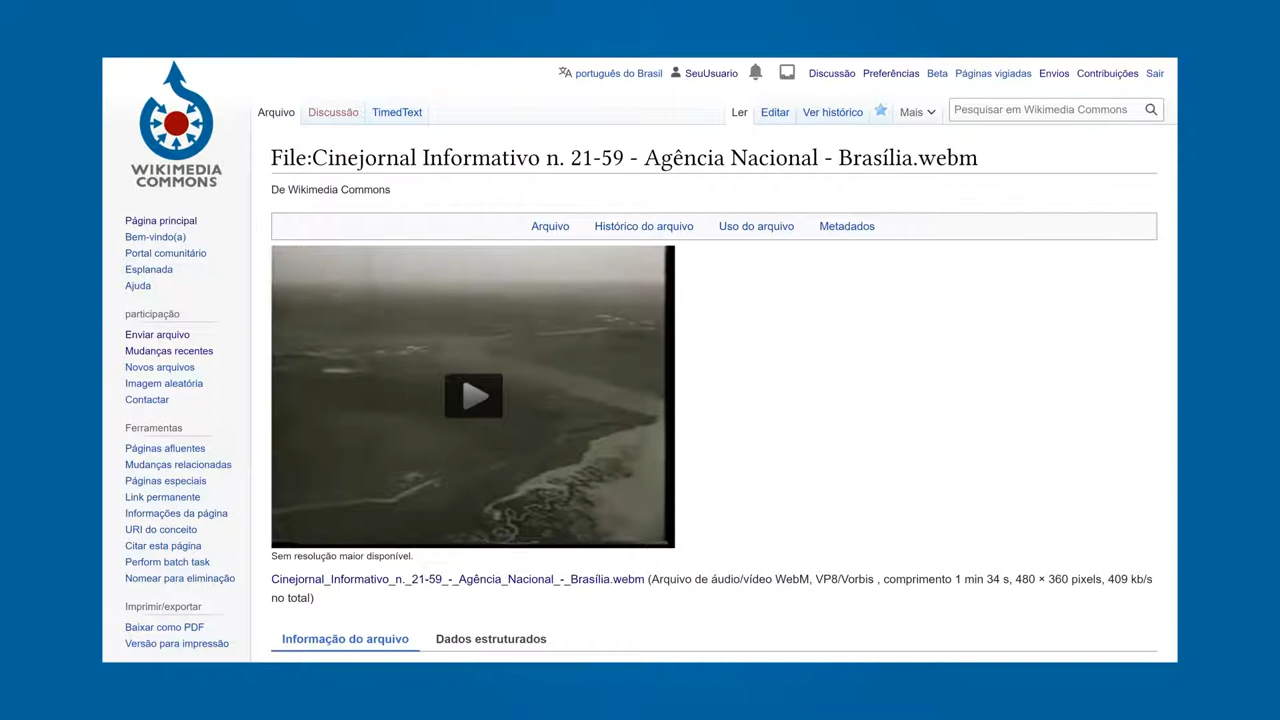 português do Brasil SeuUsuario Discussão Preferências Beta Páginas vigiadas Envios Contribuições Sair
Arquivo Discussão TimedText Ler Editar Ver histórico Mais Pesquisar em Wikimedia Commons
WIKIMEDIA
COMMONS
File:Cinejornal Informativo n. 21-59 - Agência Nacional - Brasília.webm
De Wikimedia Commons
Arquivo Histórico do arquivo Uso do arquivo Metadados
Página principal
Bem-vindo(a)
Portal comunitário
Esplanada
Ajuda
participação
Enviar arquivo
Mudanças recentes
Novos arquivos
Imagem aleatória
Contactar
Ferramentas
Páginas afluentes
Mudanças relacionadas
Páginas especiais
Link permanente
Informações da página
URI do conceito
Citar esta página
Perform batch task
Nomear para eliminação
Imprimir/exportar
Baixar como PDF
Versão para impressão
Sem resolução maior disponível.
Cinejornal_Informativo_n._21-59_-_Agência_Nacional_-_Brasília.webm (Arquivo de áudio/vídeo WebM, VP8/Vorbis , comprimento 1 min 34 s, 480 × 360 pixels, 409 kb/s
no total)
Informação do arquivo Dados estruturados